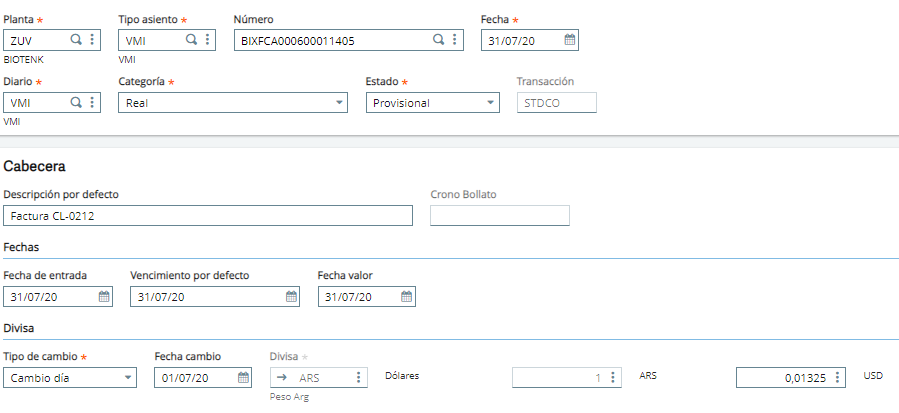 Planta * Tipo asiento * Número Fecha *
ZUV VMI BIXFCA000600011405 31/07/20
BIOTENK VMI
Diario * Categoría * Estado * Transacción
VMI Real Provisional STDCO
VMI
Cabecera
Descripción por defecto Crono Bollato
Factura CL-0212
Fechas
Fecha de entrada Vencimiento por defecto Fecha valor
31/07/20 31/07/20 31/07/20
Divisa
Tipo de cambio * Fecha cambio Divisa *
Cambio día 01/07/20 ARS Dólares 1 ARS 0,01325 USD
Peso Arg